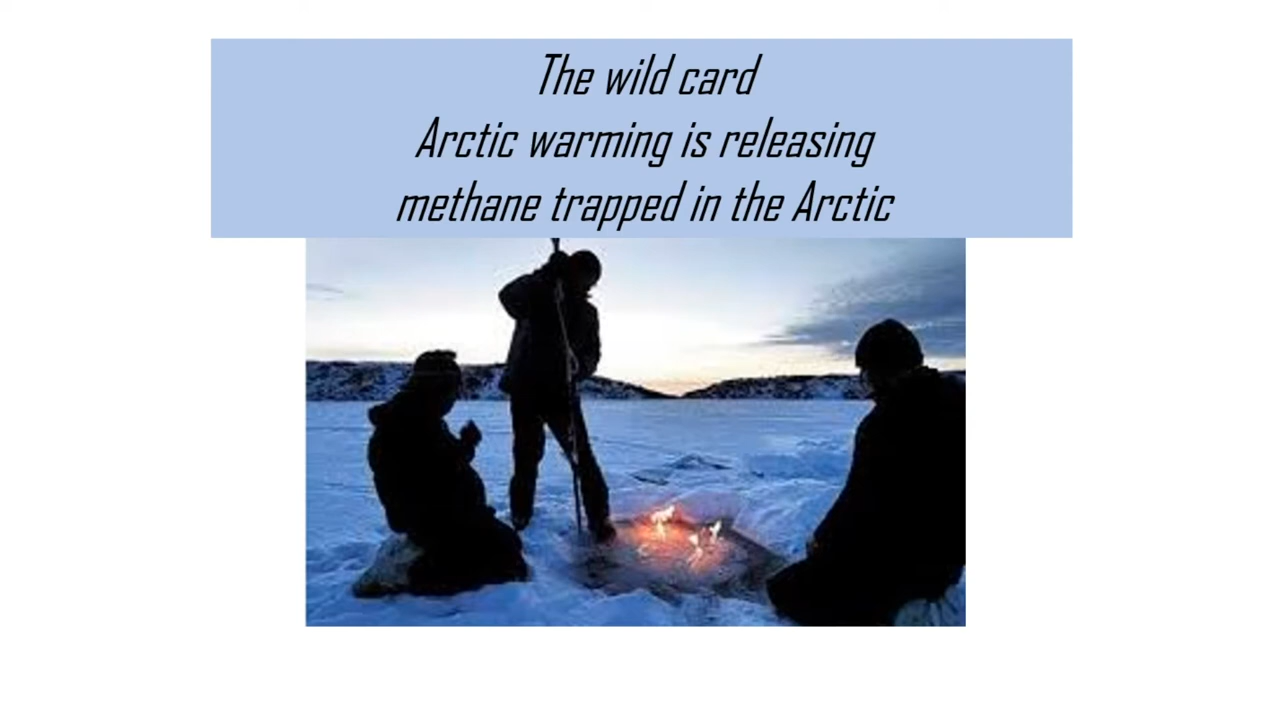 The wild card
Arctic warming is releasing
methane trapped in the Arctic